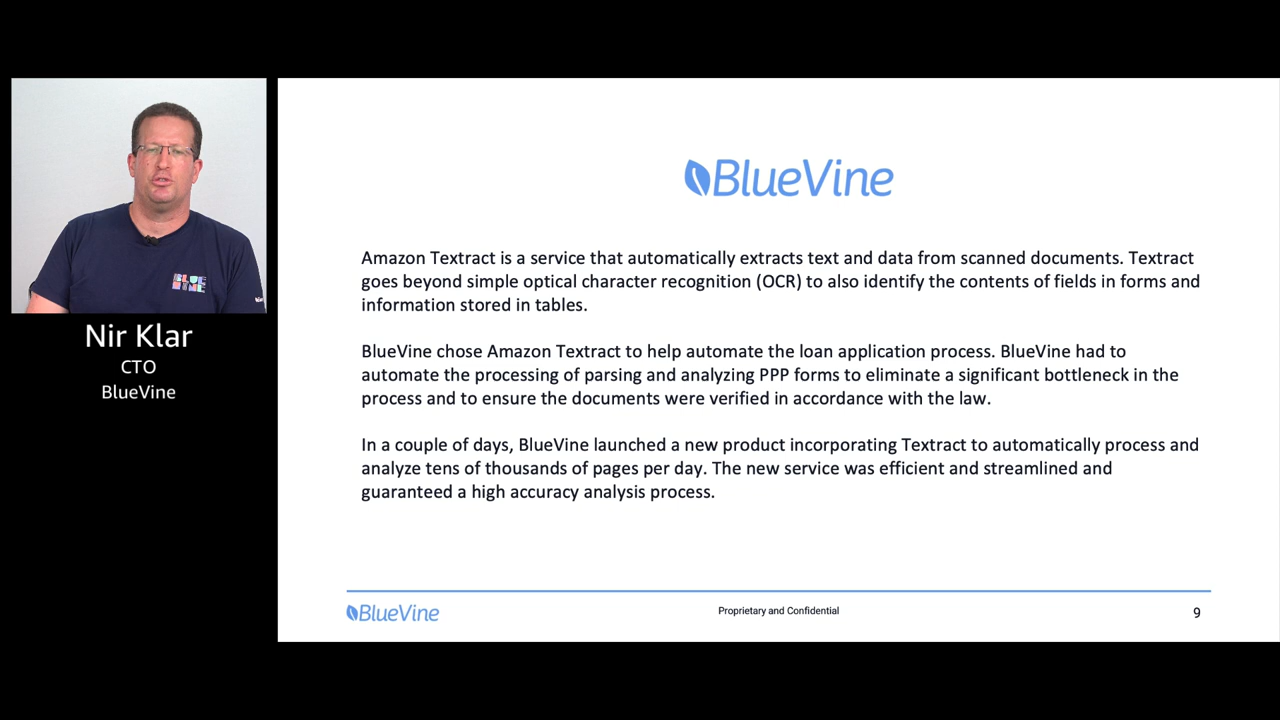 BLUE
VINE
Nir Klar
CTO
BlueVine
BlueVine
Amazon Textract is a service that automatically extracts text and data from scanned documents. Textract
goes beyond simple optical character recognition (OCR) to also identify the contents of fields in forms and
information stored in tables.
BlueVine chose Amazon Textract to help automate the loan application process. BlueVine had to
automate the processing of parsing and analyzing PPP forms to eliminate a significant bottleneck in the
process and to ensure the documents were verified in accordance with the law.
In a couple of days, BlueVine launched a new product incorporating Textract to automatically process and
analyze tens of thousands of pages per day. The new service was efficient and streamlined and
guaranteed a high accuracy analysis process.
BlueVine
Proprietary and Confidential
9